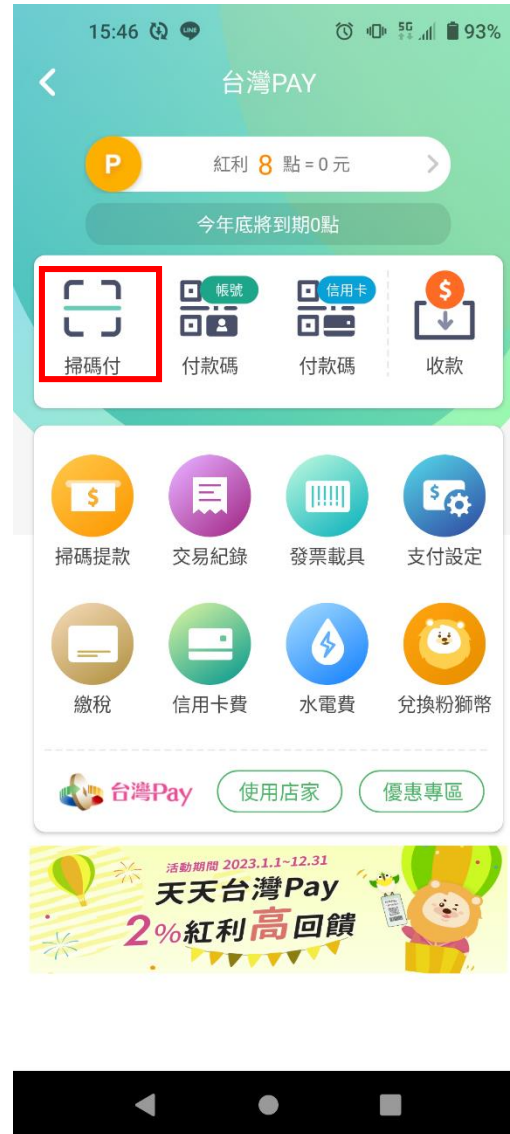 15:46 LINE 5G 93%
台灣PAY
P 紅利 8 點 = 0 元
今年底將到期0點
帳號 信用卡 $
掃碼付 付款碼 付款碼 收款
$ $
掃碼提款 交易紀錄 發票載具 支付設定
繳稅 信用卡費 水電費 兌換粉獅幣
台灣Pay 使用店家 優惠專區
活動期間 2023.1.1~12.31
天天台灣Pay
2%紅利高回饋